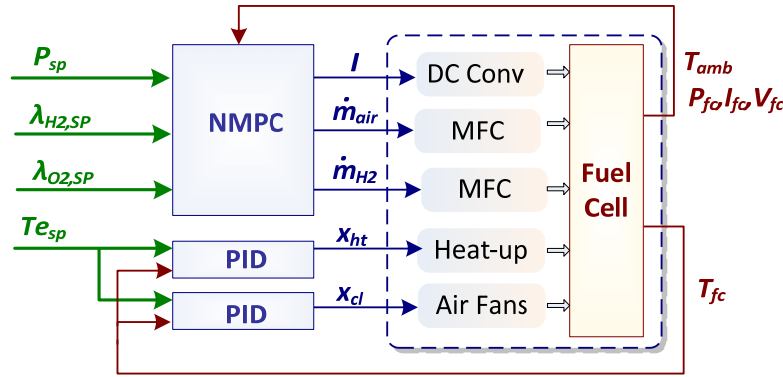 P_sp
λ_H2,SP
λ_O2,SP
Te_sp
NMPC
PID
PID
I
ṁ_air
ṁ_H2
x_ht
x_cl
DC Conv
MFC
MFC
Heat-up
Air Fans
Fuel
Cell
T_amb
P_fc,I_fc,V_fc
T_fc